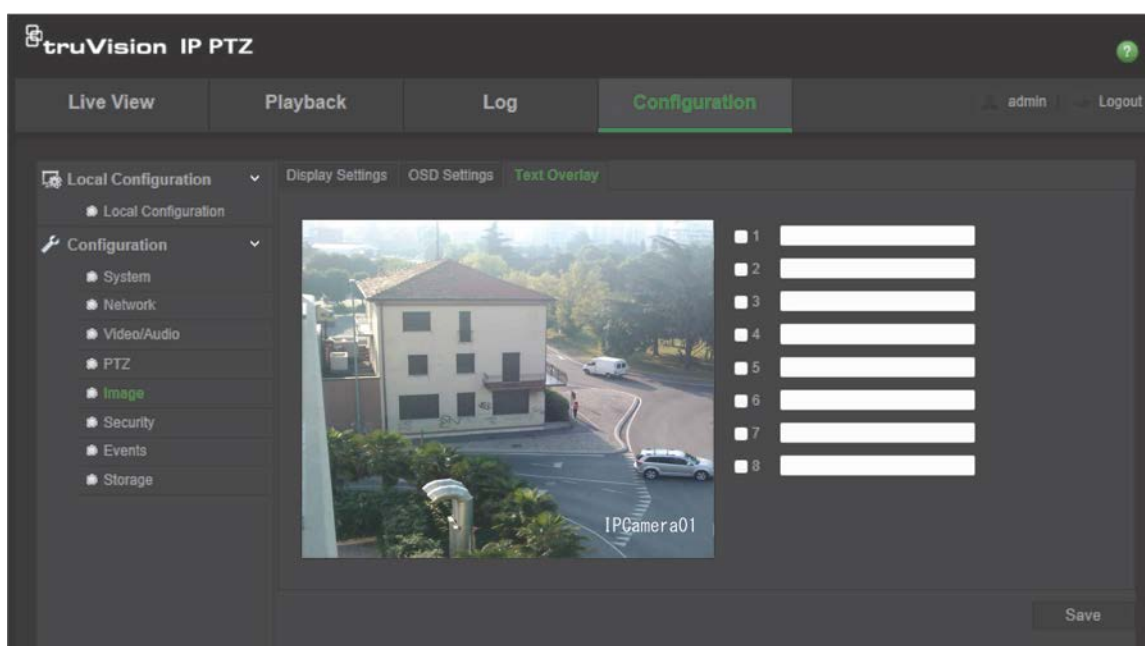 truVision IP PTZ
?
Live View Playback Log Configuration admin Logout
Local Configuration
Local Configuration
Configuration
System
Network
Video/Audio
PTZ
Image
Security
Events
Storage
Display Settings OSD Settings Text Overlay
1
2
3
4
5
6
7
8
IPCamera01
Save